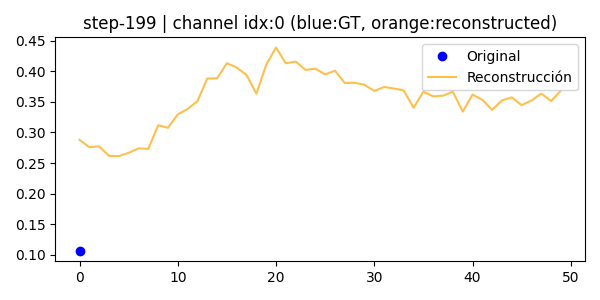 step-199 | channel idx:0 (blue:GT, orange:reconstructed)
0.45
0.40
0.35
0.30
0.25
0.20
0.15
0.10
Original
Reconstrucción
0 10 20 30 40 50